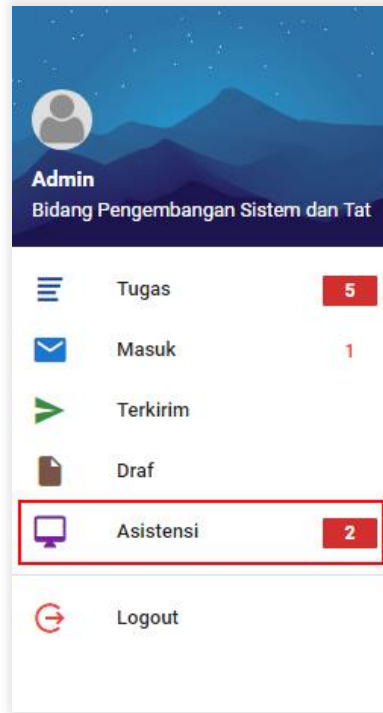 Admin
Bidang Pengembangan Sistem dan Tat
Tugas 5
Masuk 1
Terkirim
Draf
Asistensi 2
Logout